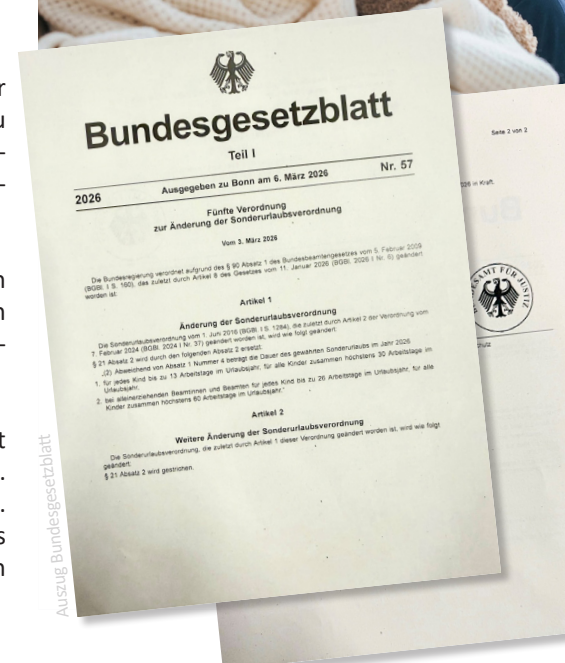 Bundesgesetzblatt
Teil I
2026 Ausgegeben zu Bonn am 6. März 2026 Nr. 57
Fünfte Verordnung
zur Änderung der Sonderurlaubsverordnung
Vom 3. März 2026
Die Bundesregierung verordnet aufgrund des § 90 Absatz 1 des Bundesbeamtengesetzes vom 5. Februar 2009
(BGBl. I S. 160), das zuletzt durch Artikel 8 des Gesetzes vom 11. Januar 2026 (BGBl. 2026 I Nr. 6) geändert
worden ist:
Artikel 1
Änderung der Sonderurlaubsverordnung
Die Sonderurlaubsverordnung vom 1. Juni 2016 (BGBl. I S. 1284), die zuletzt durch Artikel 2 der Verordnung vom
7. Februar 2024 (BGBl. 2024 I Nr. 37) geändert worden ist, wird wie folgt geändert:
§ 21 Absatz 2 wird durch den folgenden Absatz 2 ersetzt:
„(2) Abweichend von Absatz 1 Nummer 4 beträgt die Dauer des gewährten Sonderurlaubs im Jahr 2026
1. für jedes Kind bis zu 13 Arbeitstage im Urlaubsjahr, für alle Kinder zusammen höchstens 30 Arbeitstage im
Urlaubsjahr,
2. bei alleinerziehenden Beamtinnen und Beamten für jedes Kind bis zu 26 Arbeitstage im Urlaubsjahr, für alle
Kinder zusammen höchstens 60 Arbeitstage im Urlaubsjahr.“
Artikel 2
Weitere Änderung der Sonderurlaubsverordnung
Die Sonderurlaubsverordnung, die zuletzt durch Artikel 1 dieser Verordnung geändert worden ist, wird wie folgt
geändert:
§ 21 Absatz 2 wird gestrichen.
Seite 2 von 2
2026 in Kraft.
AMT FÜR JUSTIZ
Auszug Bundesgesetzblatt